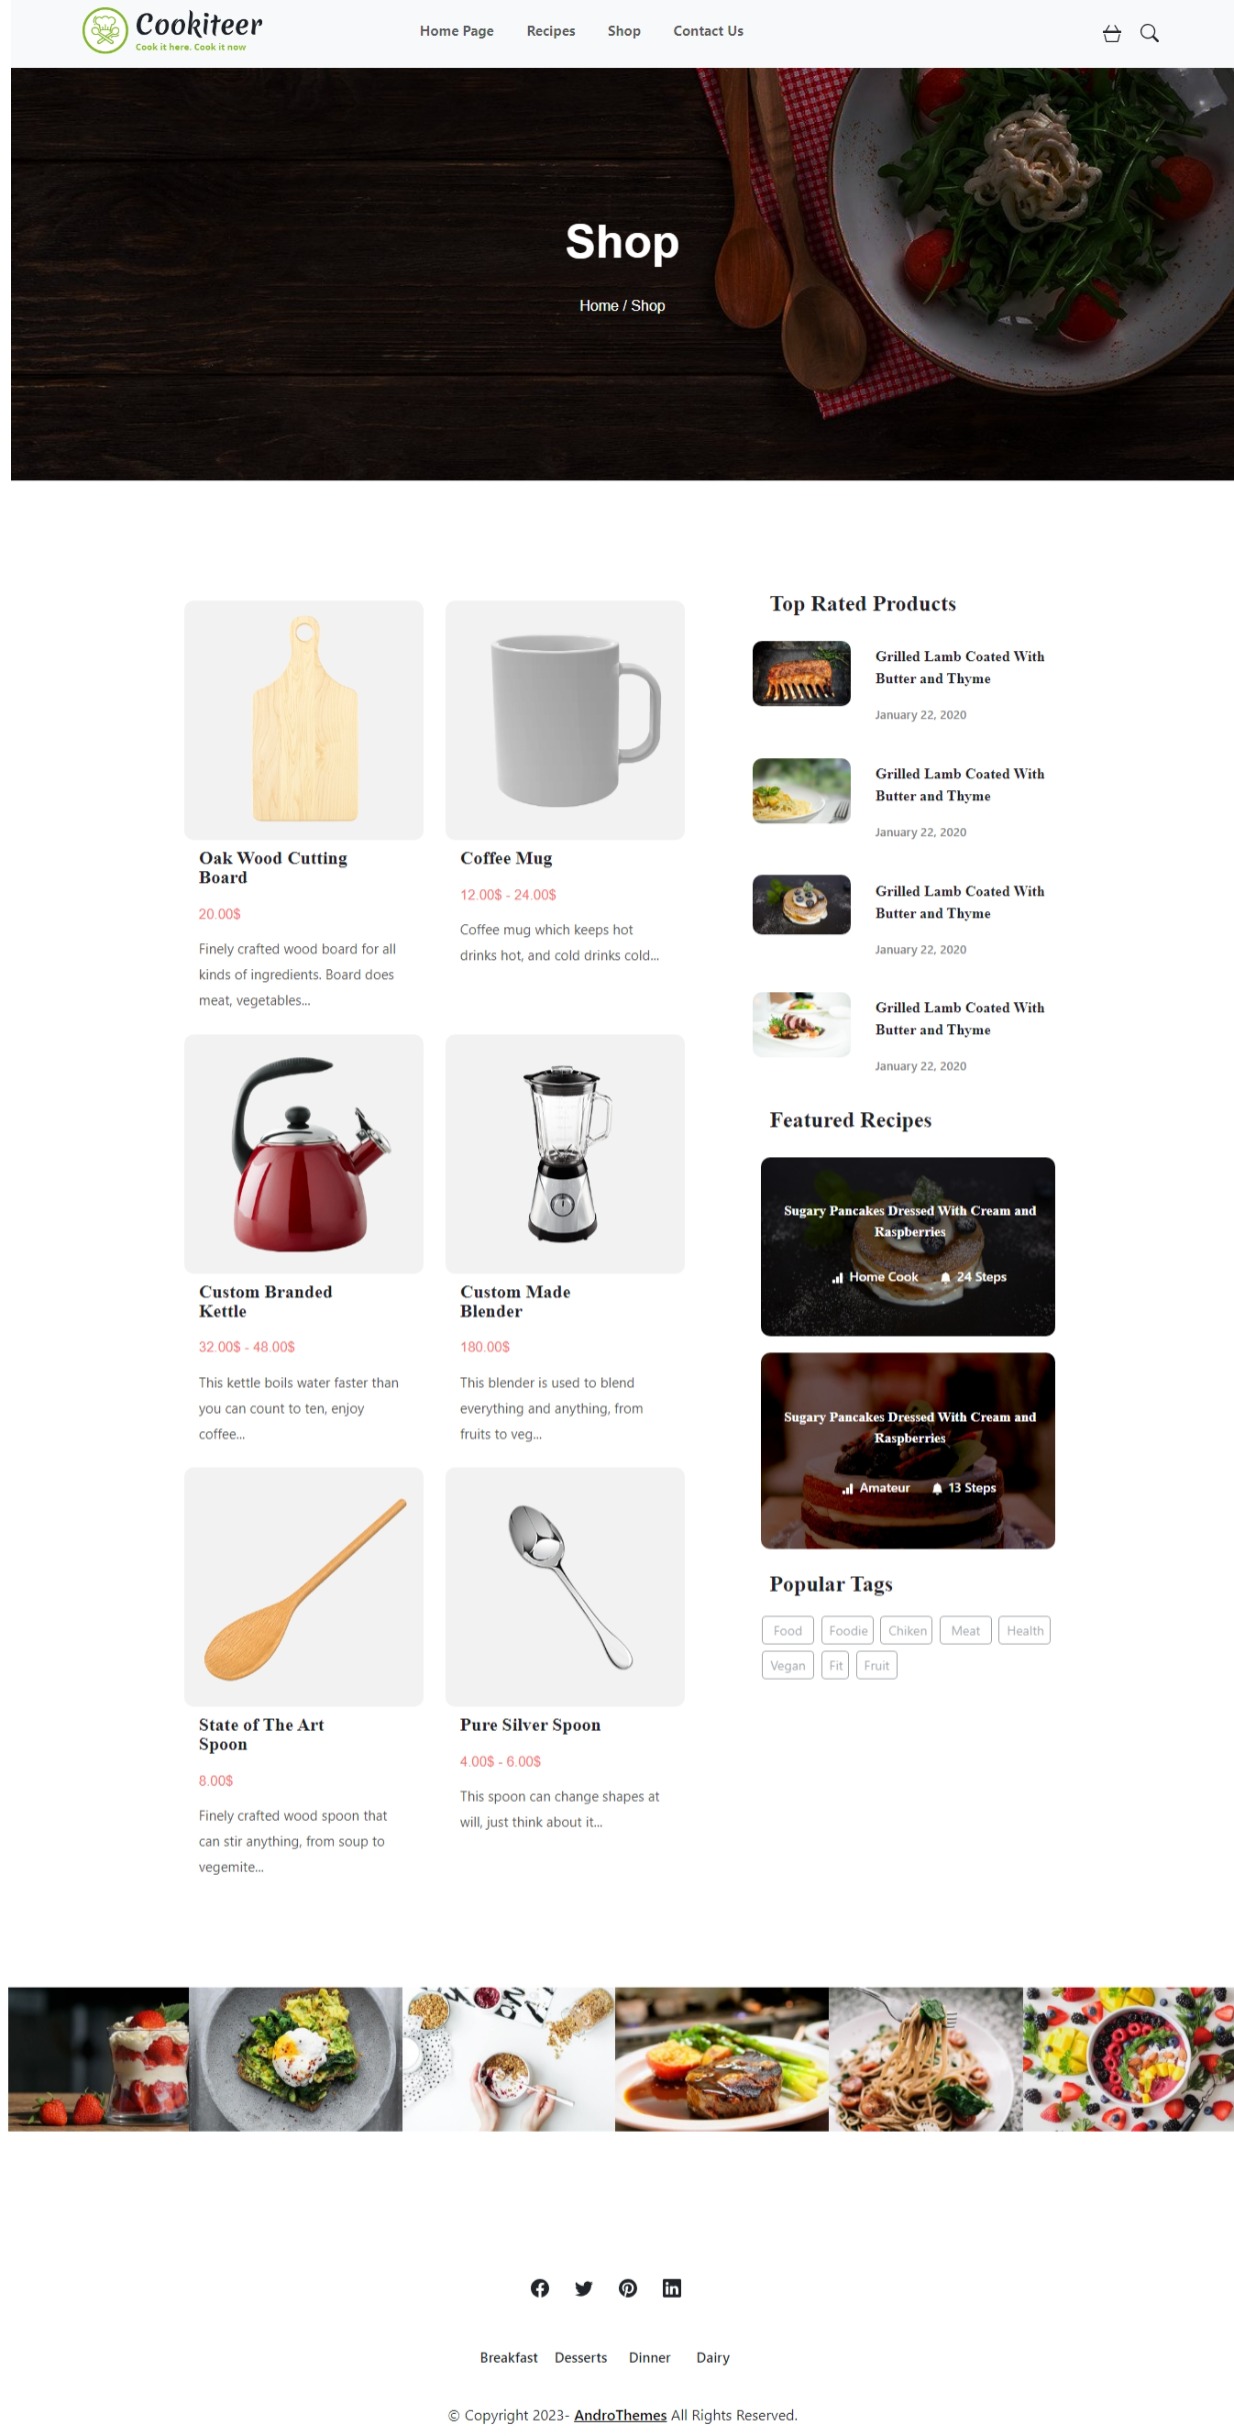 Cookiteer
Cook it here. Cook it now
Home Page Recipes Shop Contact Us
Shop
Home / Shop
Oak Wood Cutting
Board
20.00$
Finely crafted wood board for all
kinds of ingredients. Board does
meat, vegetables...
Coffee Mug
12.00$ - 24.00$
Coffee mug which keeps hot
drinks hot, and cold drinks cold...
Custom Branded
Kettle
32.00$ - 48.00$
This kettle boils water faster than
you can count to ten, enjoy
coffee...
Custom Made
Blender
180.00$
This blender is used to blend
everything and anything, from
fruits to veg...
State of The Art
Spoon
8.00$
Finely crafted wood spoon that
can stir anything, from soup to
vegemite...
Pure Silver Spoon
4.00$ - 6.00$
This spoon can change shapes at
will, just think about it...
Top Rated Products
Grilled Lamb Coated With
Butter and Thyme
January 22, 2020
Grilled Lamb Coated With
Butter and Thyme
January 22, 2020
Grilled Lamb Coated With
Butter and Thyme
January 22, 2020
Grilled Lamb Coated With
Butter and Thyme
January 22, 2020
Featured Recipes
Sugary Pancakes Dressed With Cream and
Raspberries
Home Cook 24 Steps
Sugary Pancakes Dressed With Cream and
Raspberries
Amateur 13 Steps
Popular Tags
Food Foodie Chiken Meat Health
Vegan Fit Fruit
Breakfast Desserts Dinner Dairy
© Copyright 2023- AndroThemes All Rights Reserved.